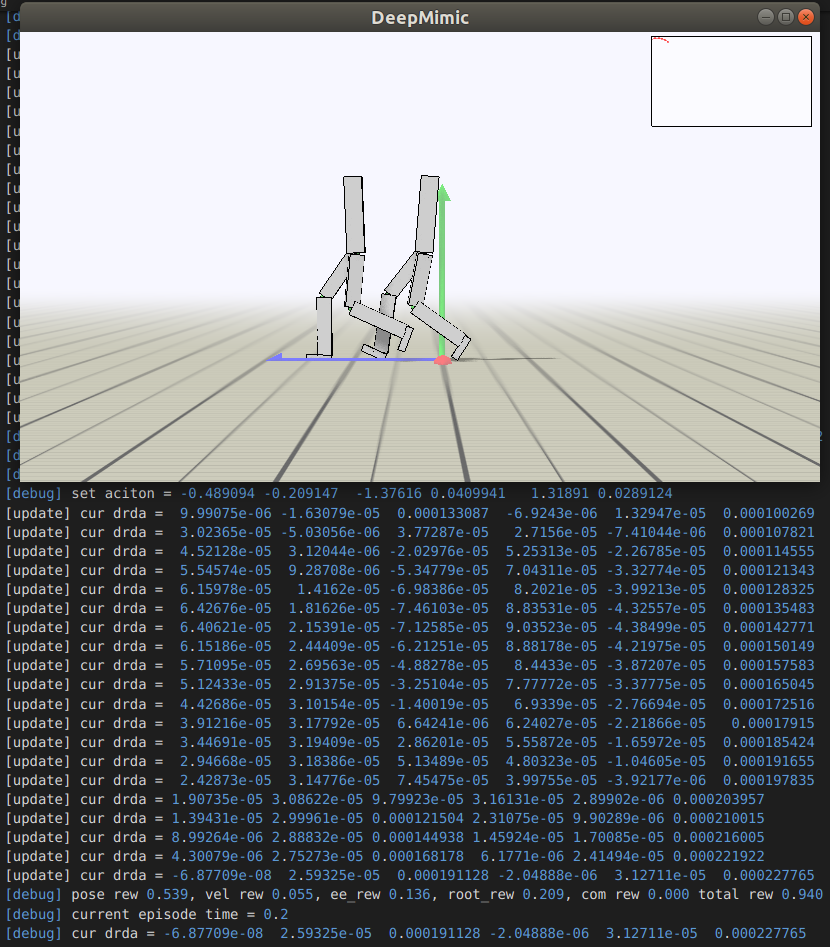 DeepMimic
[debug] set aciton = -0.489094 -0.209147 -1.37616 0.0409941 1.31891 0.0289124
[update] cur drda = 9.99075e-06 -1.63079e-05 0.000133087 -6.9243e-06 1.32947e-05 0.000100269
[update] cur drda = 3.02365e-05 -5.03056e-06 3.77287e-05 2.7156e-05 -7.41044e-06 0.000107821
[update] cur drda = 4.52128e-05 3.12044e-06 -2.02976e-05 5.25313e-05 -2.26785e-05 0.000114555
[update] cur drda = 5.54574e-05 9.28708e-06 -5.34779e-05 7.04311e-05 -3.32774e-05 0.000121343
[update] cur drda = 6.15978e-05 1.4162e-05 -6.98386e-05 8.2021e-05 -3.99213e-05 0.000128325
[update] cur drda = 6.42676e-05 1.81626e-05 -7.46103e-05 8.83531e-05 -4.32557e-05 0.000135483
[update] cur drda = 6.40621e-05 2.15391e-05 -7.12585e-05 9.03523e-05 -4.38499e-05 0.000142771
[update] cur drda = 6.15186e-05 2.44409e-05 -6.21251e-05 8.88178e-05 -4.21975e-05 0.000150149
[update] cur drda = 5.71095e-05 2.69563e-05 -4.88278e-05 8.4433e-05 -3.87207e-05 0.000157583
[update] cur drda = 5.12433e-05 2.91375e-05 -3.25104e-05 7.77772e-05 -3.37775e-05 0.000165045
[update] cur drda = 4.42686e-05 3.10154e-05 -1.40019e-05 6.9339e-05 -2.76694e-05 0.000172516
[update] cur drda = 3.91216e-05 3.17792e-05 6.64241e-06 6.24027e-05 -2.21866e-05 0.00017915
[update] cur drda = 3.44691e-05 3.19409e-05 2.86201e-05 5.55872e-05 -1.65972e-05 0.000185424
[update] cur drda = 2.94668e-05 3.18386e-05 5.13489e-05 4.80323e-05 -1.04605e-05 0.000191655
[update] cur drda = 2.42873e-05 3.14776e-05 7.45475e-05 3.99755e-05 -3.92177e-06 0.000197835
[update] cur drda = 1.90735e-05 3.08622e-05 9.79923e-05 3.16131e-05 2.89902e-06 0.000203957
[update] cur drda = 1.39431e-05 2.99961e-05 0.000121504 2.31075e-05 9.90289e-06 0.000210015
[update] cur drda = 8.99264e-06 2.88832e-05 0.000144938 1.45924e-05 1.70085e-05 0.000216005
[update] cur drda = 4.30079e-06 2.75273e-05 0.000168178 6.1771e-06 2.41494e-05 0.000221922
[update] cur drda = -6.87709e-08 2.59325e-05 0.000191128 -2.04888e-06 3.12711e-05 0.000227765
[debug] pose rew 0.539, vel rew 0.055, ee_rew 0.136, root_rew 0.209, com rew 0.000 total rew 0.940
[debug] current episode time = 0.2
[debug] cur drda = -6.87709e-08 2.59325e-05 0.000191128 -2.04888e-06 3.12711e-05 0.000227765